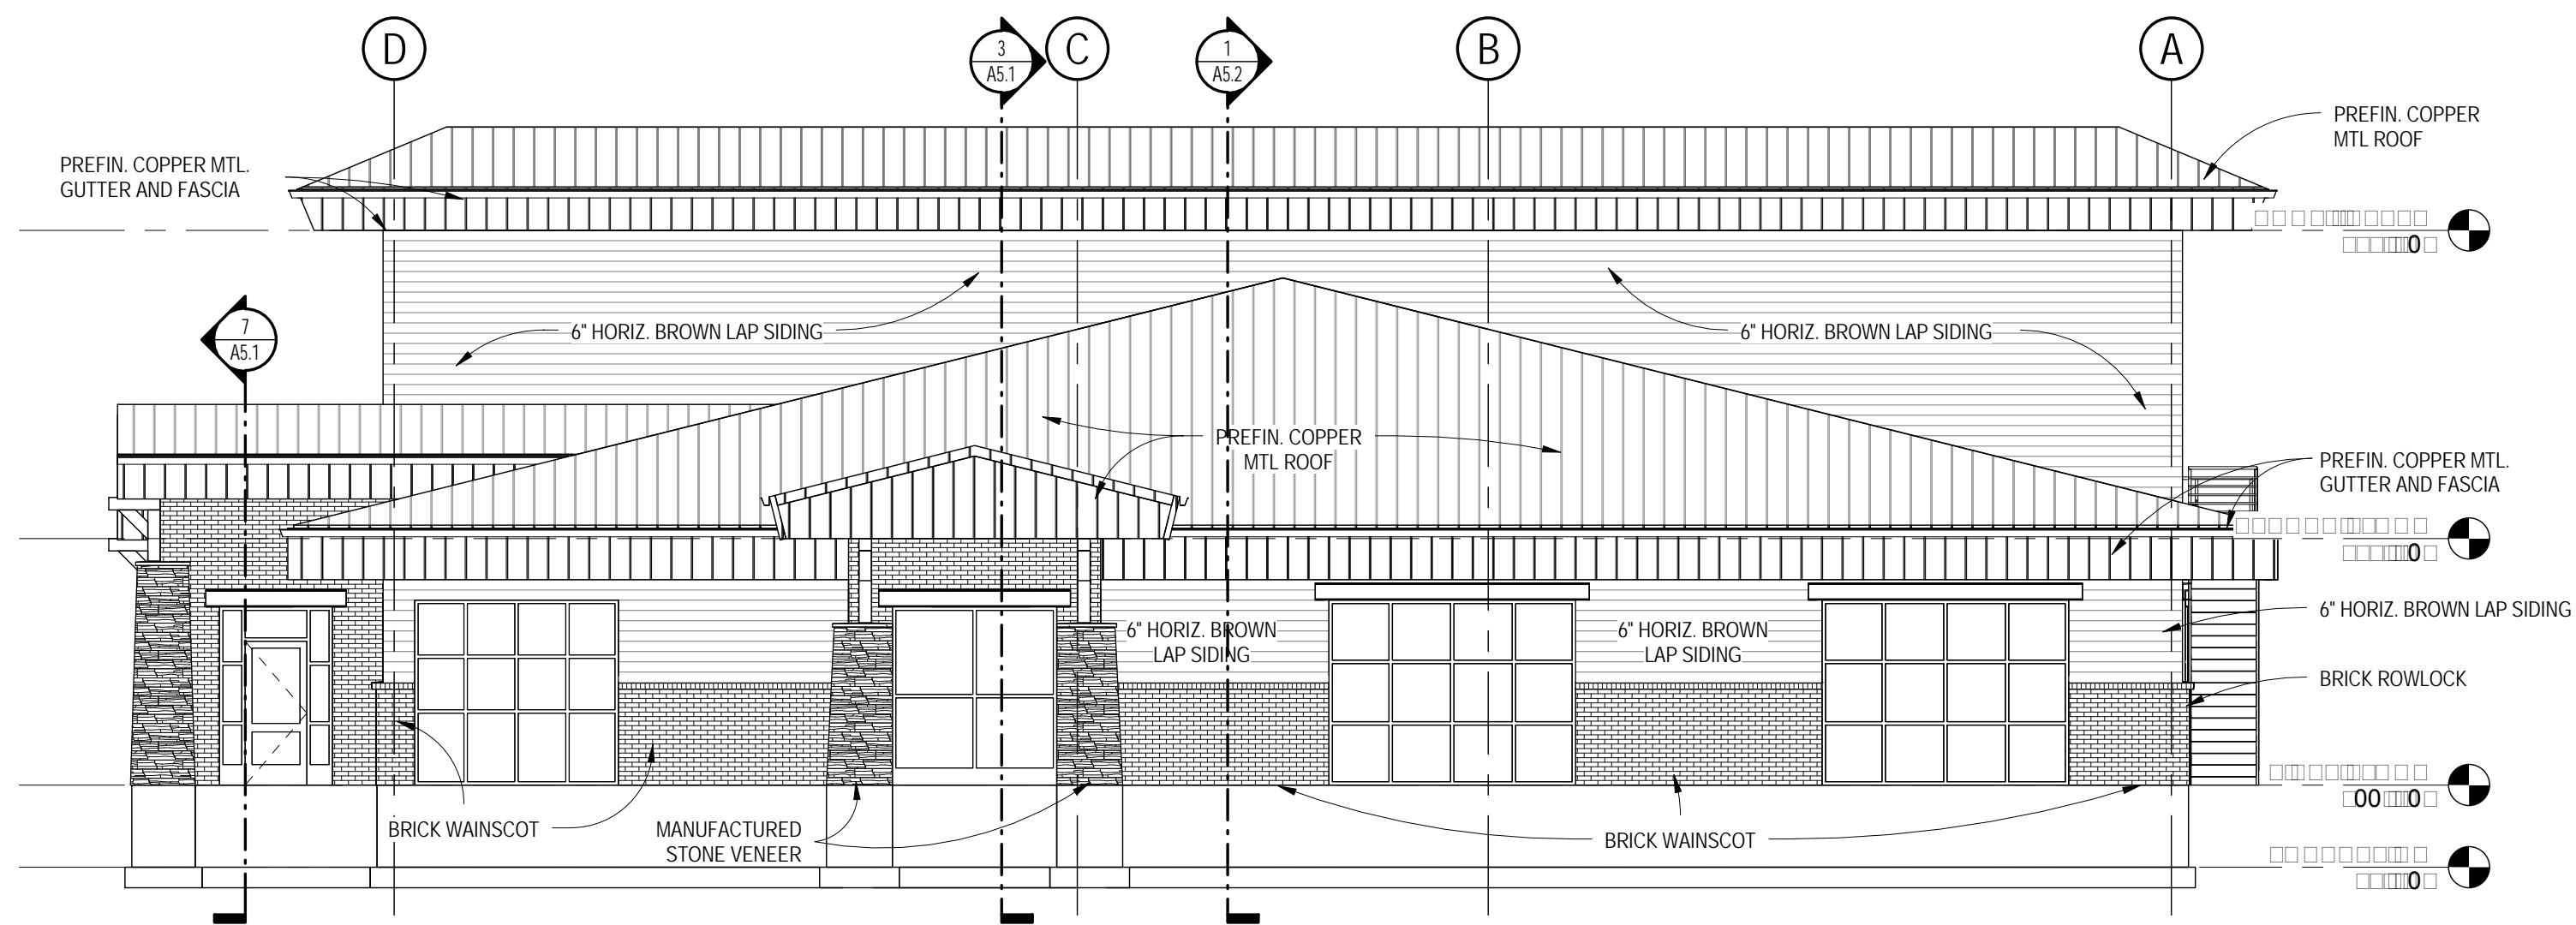 D
3
A5.1
C
1
A5.2
B
A
PREFIN. COPPER
MTL ROOF
PREFIN. COPPER MTL.
GUTTER AND FASCIA
7
A5.1
6" HORIZ. BROWN LAP SIDING
6" HORIZ. BROWN LAP SIDING
PREFIN. COPPER
MTL ROOF
PREFIN. COPPER MTL.
GUTTER AND FASCIA
6" HORIZ. BROWN LAP SIDING
6" HORIZ. BROWN
LAP SIDING
6" HORIZ. BROWN
LAP SIDING
BRICK ROWLOCK
BRICK WAINSCOT
MANUFACTURED
STONE VENEER
BRICK WAINSCOT